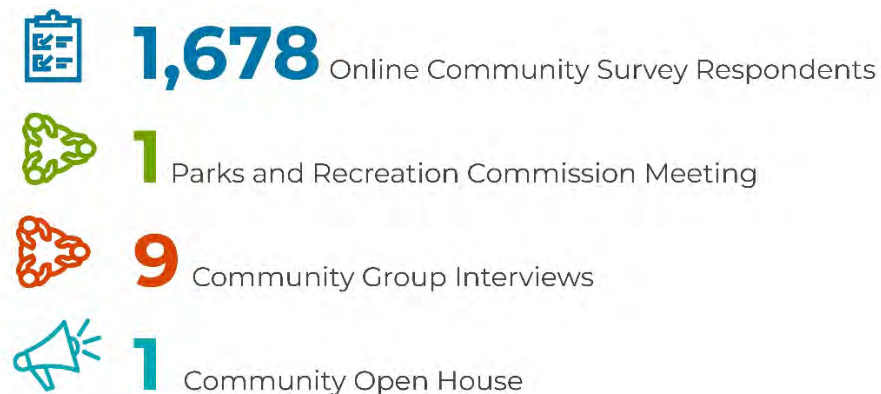 1,678 Online Community Survey Respondents
1 Parks and Recreation Commission Meeting
9 Community Group Interviews
1 Community Open House